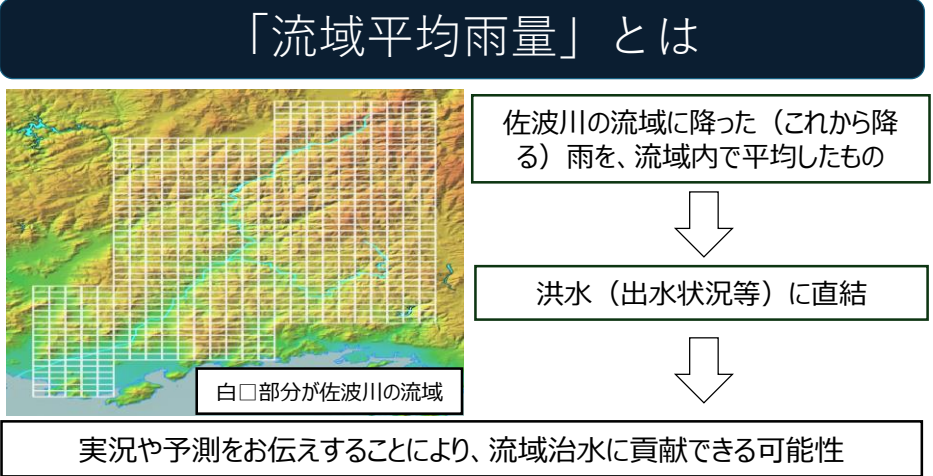 「流域平均雨量」とは
佐波川の流域に降った（これから降
る）雨を、流域内で平均したもの
洪水（出水状況等）に直結
白□部分が佐波川の流域
実況や予測をお伝えすることにより、流域治水に貢献できる可能性